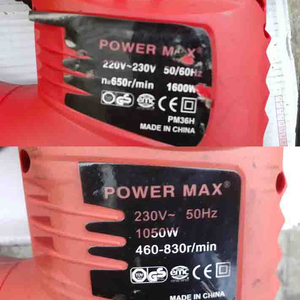 POWER MAX®
220V~230V 50/60Hz
n₀650r/min 1600W
PM36H
MADE IN CHINA
POWER MAX®
230V~ 50Hz
1050W
460-830r/min
MADE IN CHINA